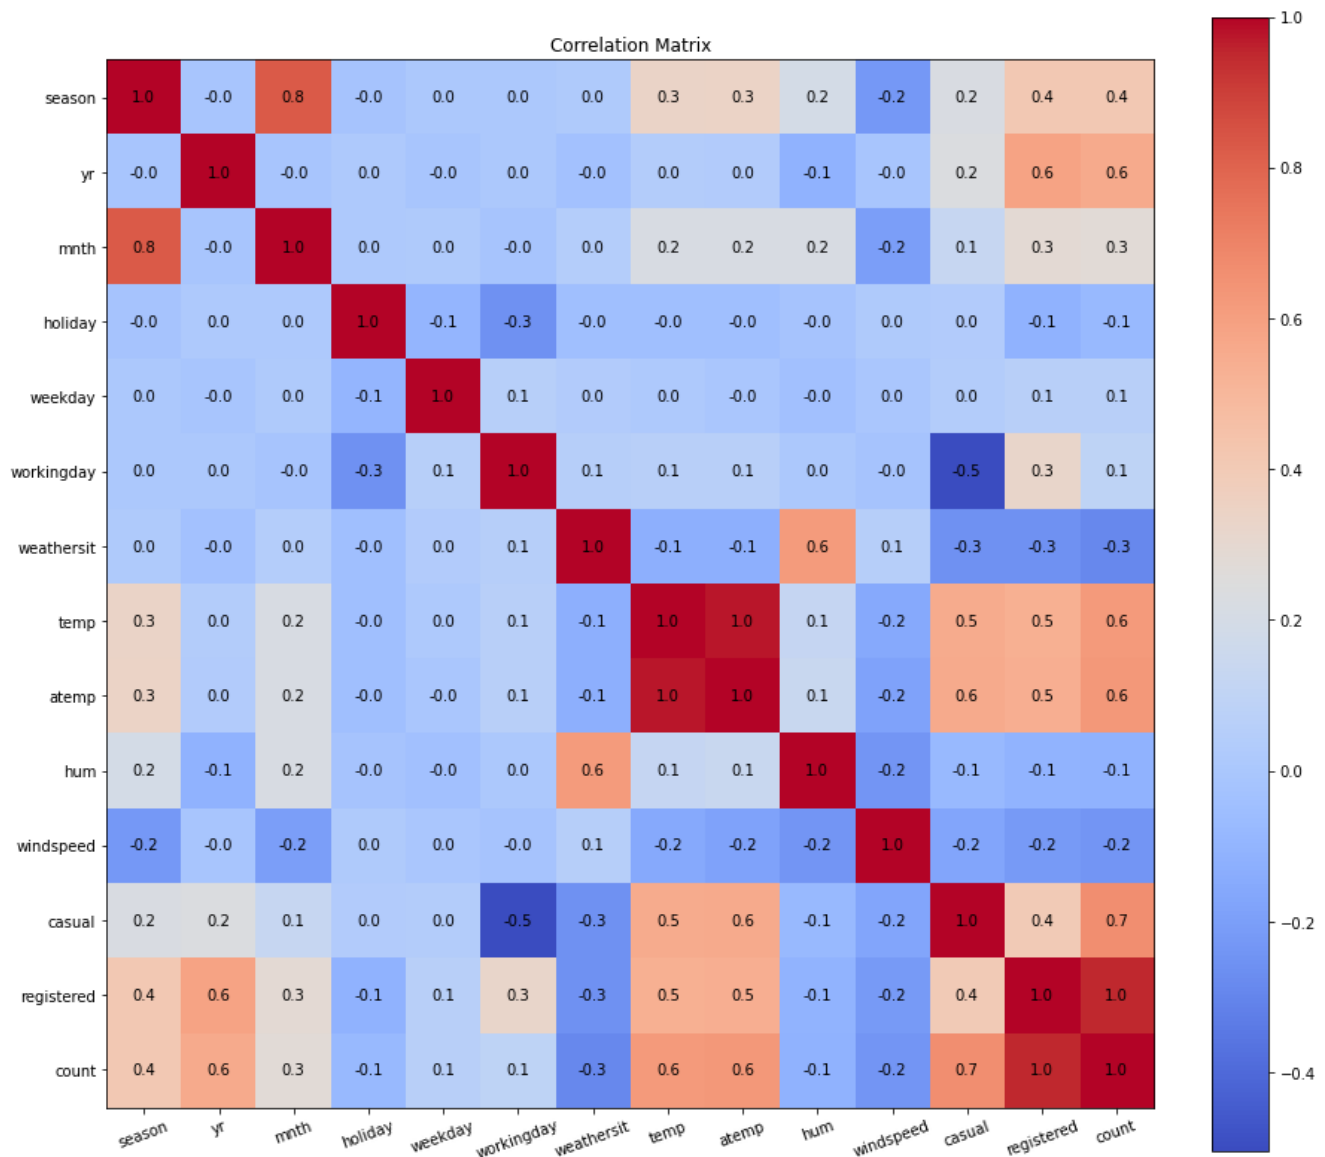 Correlation Matrix
season 1.0 -0.0 0.8 -0.0 0.0 0.0 0.0 0.3 0.3 0.2 -0.2 0.2 0.4 0.4
yr -0.0 1.0 -0.0 0.0 -0.0 0.0 -0.0 0.0 0.0 -0.1 -0.0 0.2 0.6 0.6
mnth 0.8 -0.0 1.0 0.0 0.0 -0.0 0.0 0.2 0.2 0.2 -0.2 0.1 0.3 0.3
holiday -0.0 0.0 0.0 1.0 -0.1 -0.3 -0.0 -0.0 -0.0 -0.0 0.0 0.0 -0.1 -0.1
weekday 0.0 -0.0 0.0 -0.1 1.0 0.1 0.0 0.0 -0.0 -0.0 0.0 0.0 0.1 0.1
workingday 0.0 0.0 -0.0 -0.3 0.1 1.0 0.1 0.1 0.1 0.0 -0.0 -0.5 0.3 0.1
weathersit 0.0 -0.0 0.0 -0.0 0.0 0.1 1.0 -0.1 -0.1 0.6 0.1 -0.3 -0.3 -0.3
temp 0.3 0.0 0.2 -0.0 0.0 0.1 -0.1 1.0 1.0 0.1 -0.2 0.5 0.5 0.6
atemp 0.3 0.0 0.2 -0.0 -0.0 0.1 -0.1 1.0 1.0 0.1 -0.2 0.6 0.5 0.6
hum 0.2 -0.1 0.2 -0.0 -0.0 0.0 0.6 0.1 0.1 1.0 -0.2 -0.1 -0.1 -0.1
windspeed -0.2 -0.0 -0.2 0.0 0.0 -0.0 0.1 -0.2 -0.2 -0.2 1.0 -0.2 -0.2 -0.2
casual 0.2 0.2 0.1 0.0 0.0 -0.5 -0.3 0.5 0.6 -0.1 -0.2 1.0 0.4 0.7
registered 0.4 0.6 0.3 -0.1 0.1 0.3 -0.3 0.5 0.5 -0.1 -0.2 0.4 1.0 1.0
count 0.4 0.6 0.3 -0.1 0.1 0.1 -0.3 0.6 0.6 -0.1 -0.2 0.7 1.0 1.0
season yr mnth holiday weekday workingday weathersit temp atemp hum windspeed casual registered count
1.0
0.8
0.6
0.4
0.2
0.0
−0.2
−0.4